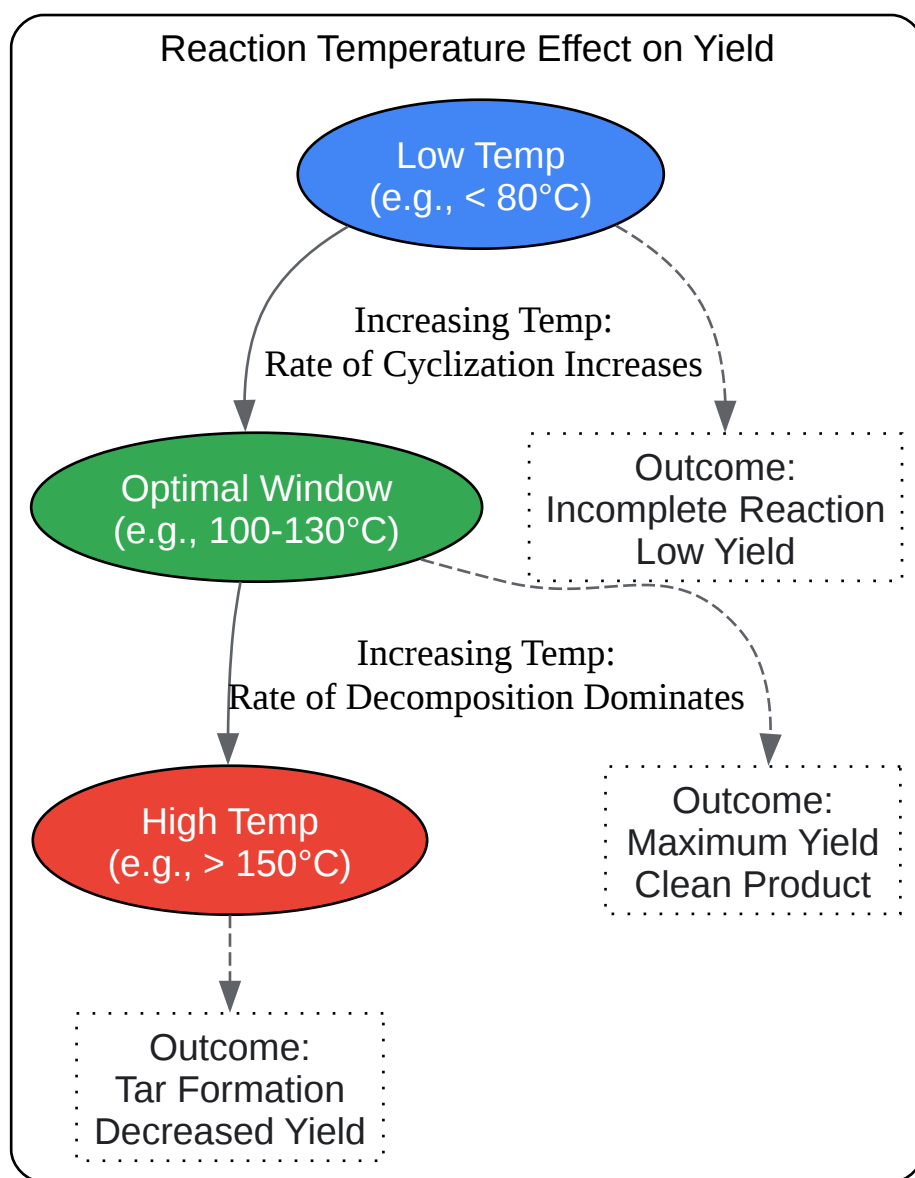 Reaction Temperature Effect on Yield
Low Temp
(e.g., < 80°C)
Increasing Temp:
Rate of Cyclization Increases
Optimal Window
(e.g., 100-130°C)
Outcome:
Incomplete Reaction
Low Yield
Increasing Temp:
Rate of Decomposition Dominates
High Temp
(e.g., > 150°C)
Outcome:
Maximum Yield
Clean Product
Outcome:
Tar Formation
Decreased Yield